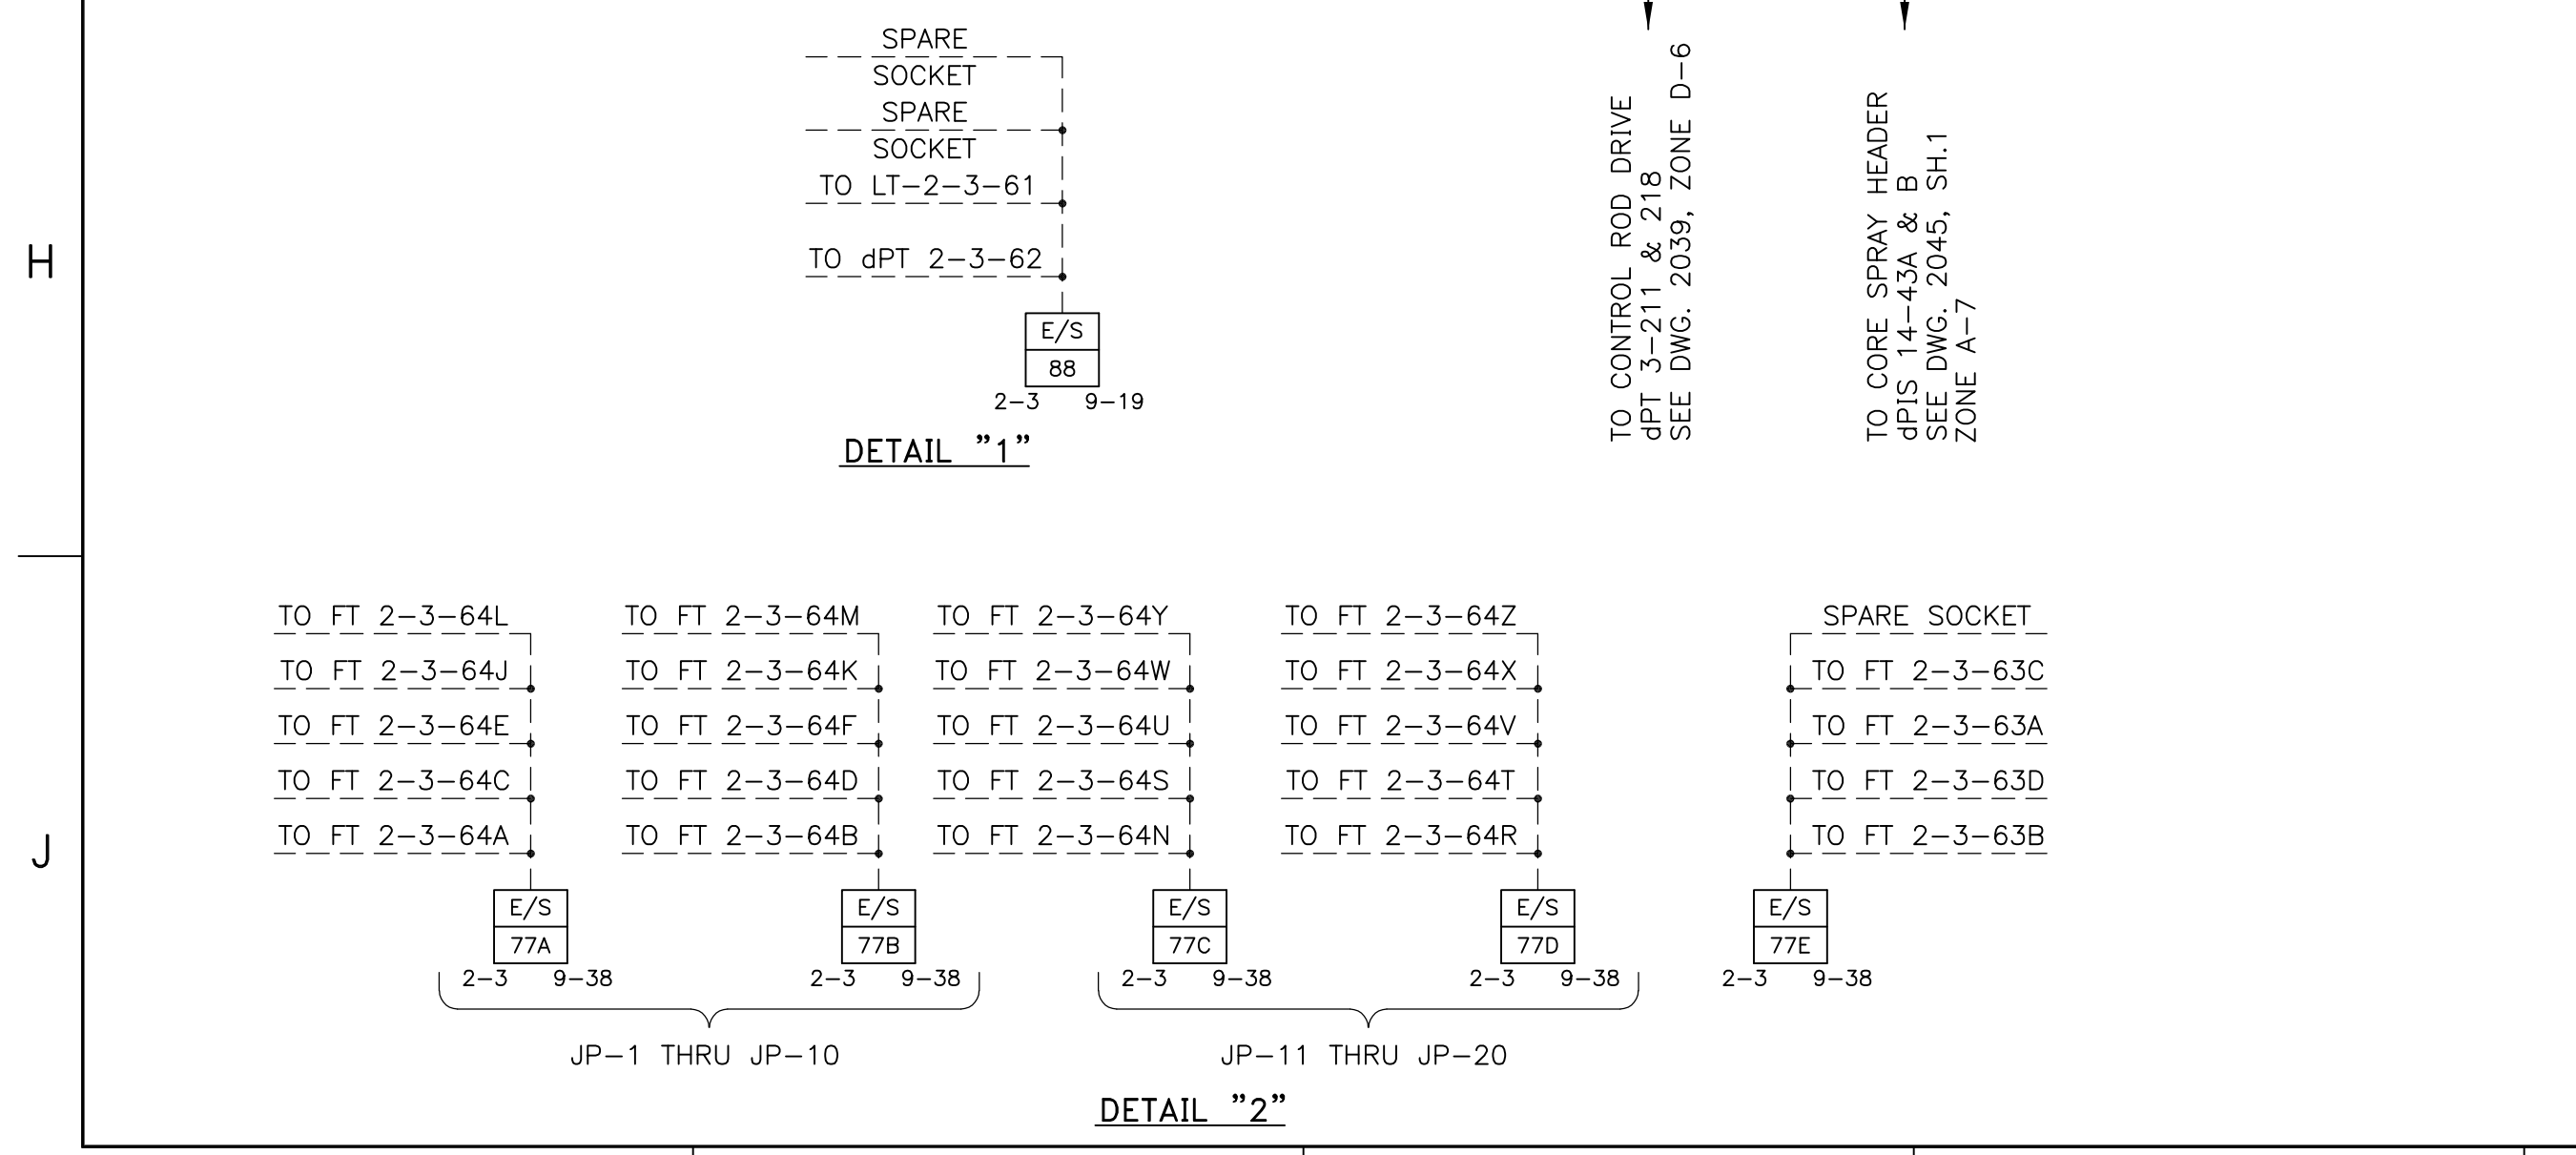 H
SPARE
SOCKET
SPARE
SOCKET
TO LT-2-3-61
TO dPT 2-3-62
E/S
88
2-3 9-19
DETAIL "1"
TO CONTROL ROD DRIVE
dPT 3-211 & 218
SEE DWG. 2039, ZONE D-6
TO CORE SPRAY HEADER
dPIS 14-43A & B
SEE DWG. 2045, SH.1
ZONE A-7
J
TO FT 2-3-64L
TO FT 2-3-64J
TO FT 2-3-64E
TO FT 2-3-64C
TO FT 2-3-64A
E/S
77A
2-3 9-38
TO FT 2-3-64M
TO FT 2-3-64K
TO FT 2-3-64F
TO FT 2-3-64D
TO FT 2-3-64B
E/S
77B
2-3 9-38
JP-1 THRU JP-10
TO FT 2-3-64Y
TO FT 2-3-64W
TO FT 2-3-64U
TO FT 2-3-64S
TO FT 2-3-64N
E/S
77C
2-3 9-38
TO FT 2-3-64Z
TO FT 2-3-64X
TO FT 2-3-64V
TO FT 2-3-64T
TO FT 2-3-64R
E/S
77D
2-3 9-38
JP-11 THRU JP-20
SPARE SOCKET
TO FT 2-3-63C
TO FT 2-3-63A
TO FT 2-3-63D
TO FT 2-3-63B
E/S
77E
2-3 9-38
DETAIL "2"